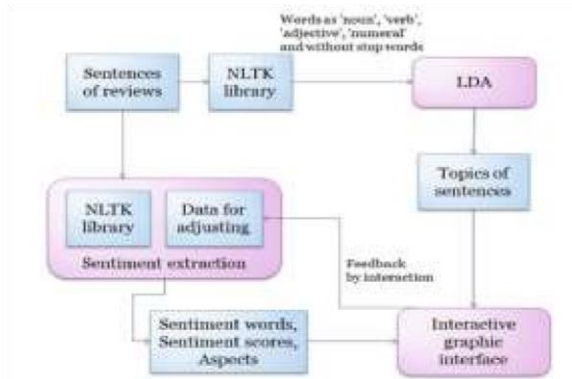 Words as 'noun', 'verb',
'adjective', 'numeral'
and without stop words
Sentences
of reviews
NLTK
library
LDA
Topics of
sentences
NLTK
library
Data for
adjusting
Sentiment extraction
Feedback
by interaction
Sentiment words,
Sentiment scores,
Aspects
Interactive
graphic
interface